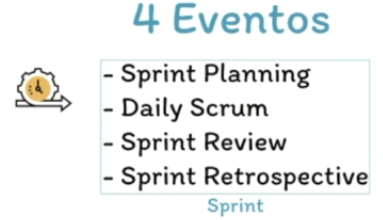 4 Eventos
- Sprint Planning
- Daily Scrum
- Sprint Review
- Sprint Retrospective
Sprint